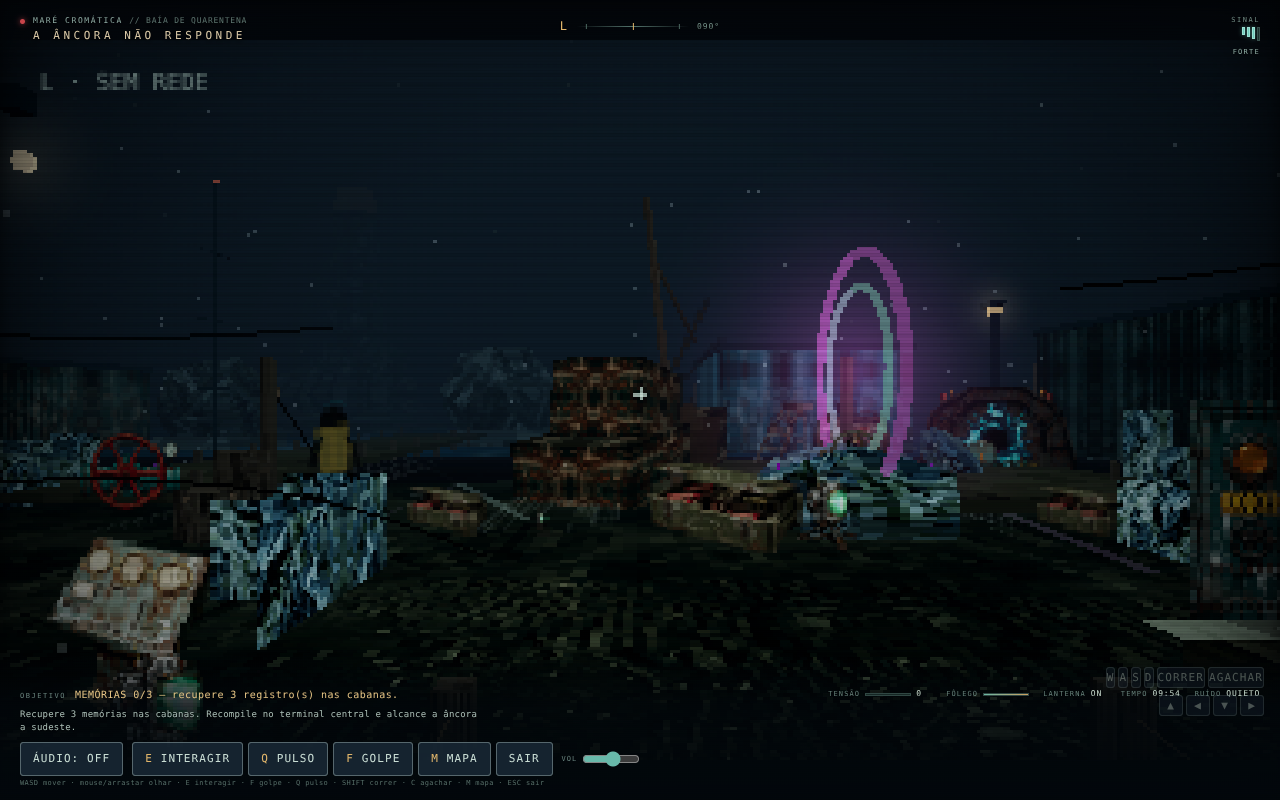 MARÉ CROMÁTICA // BAÍA DE QUARENTENA
A ÂNCORA NÃO RESPONDE
L 090°
SINAL
FORTE
L · SEM REDE
OBJETIVO MEMÓRIAS 0/3 — recupere 3 registro(s) nas cabanas.
Recupere 3 memórias nas cabanas. Recompile no terminal central e alcance a âncora
a sudeste.
W A S D CORRER AGACHAR
TENSÃO 0 FÔLEGO LANTERNA ON TEMPO 09:54 RUÍDO QUIETO
▲ ◀ ▼ ▶
ÁUDIO: OFF E INTERAGIR Q PULSO F GOLPE M MAPA SAIR VOL
WASD mover · mouse/arrastar olhar · E interagir · F golpe · Q pulso · SHIFT correr · C agachar · M mapa · ESC sair